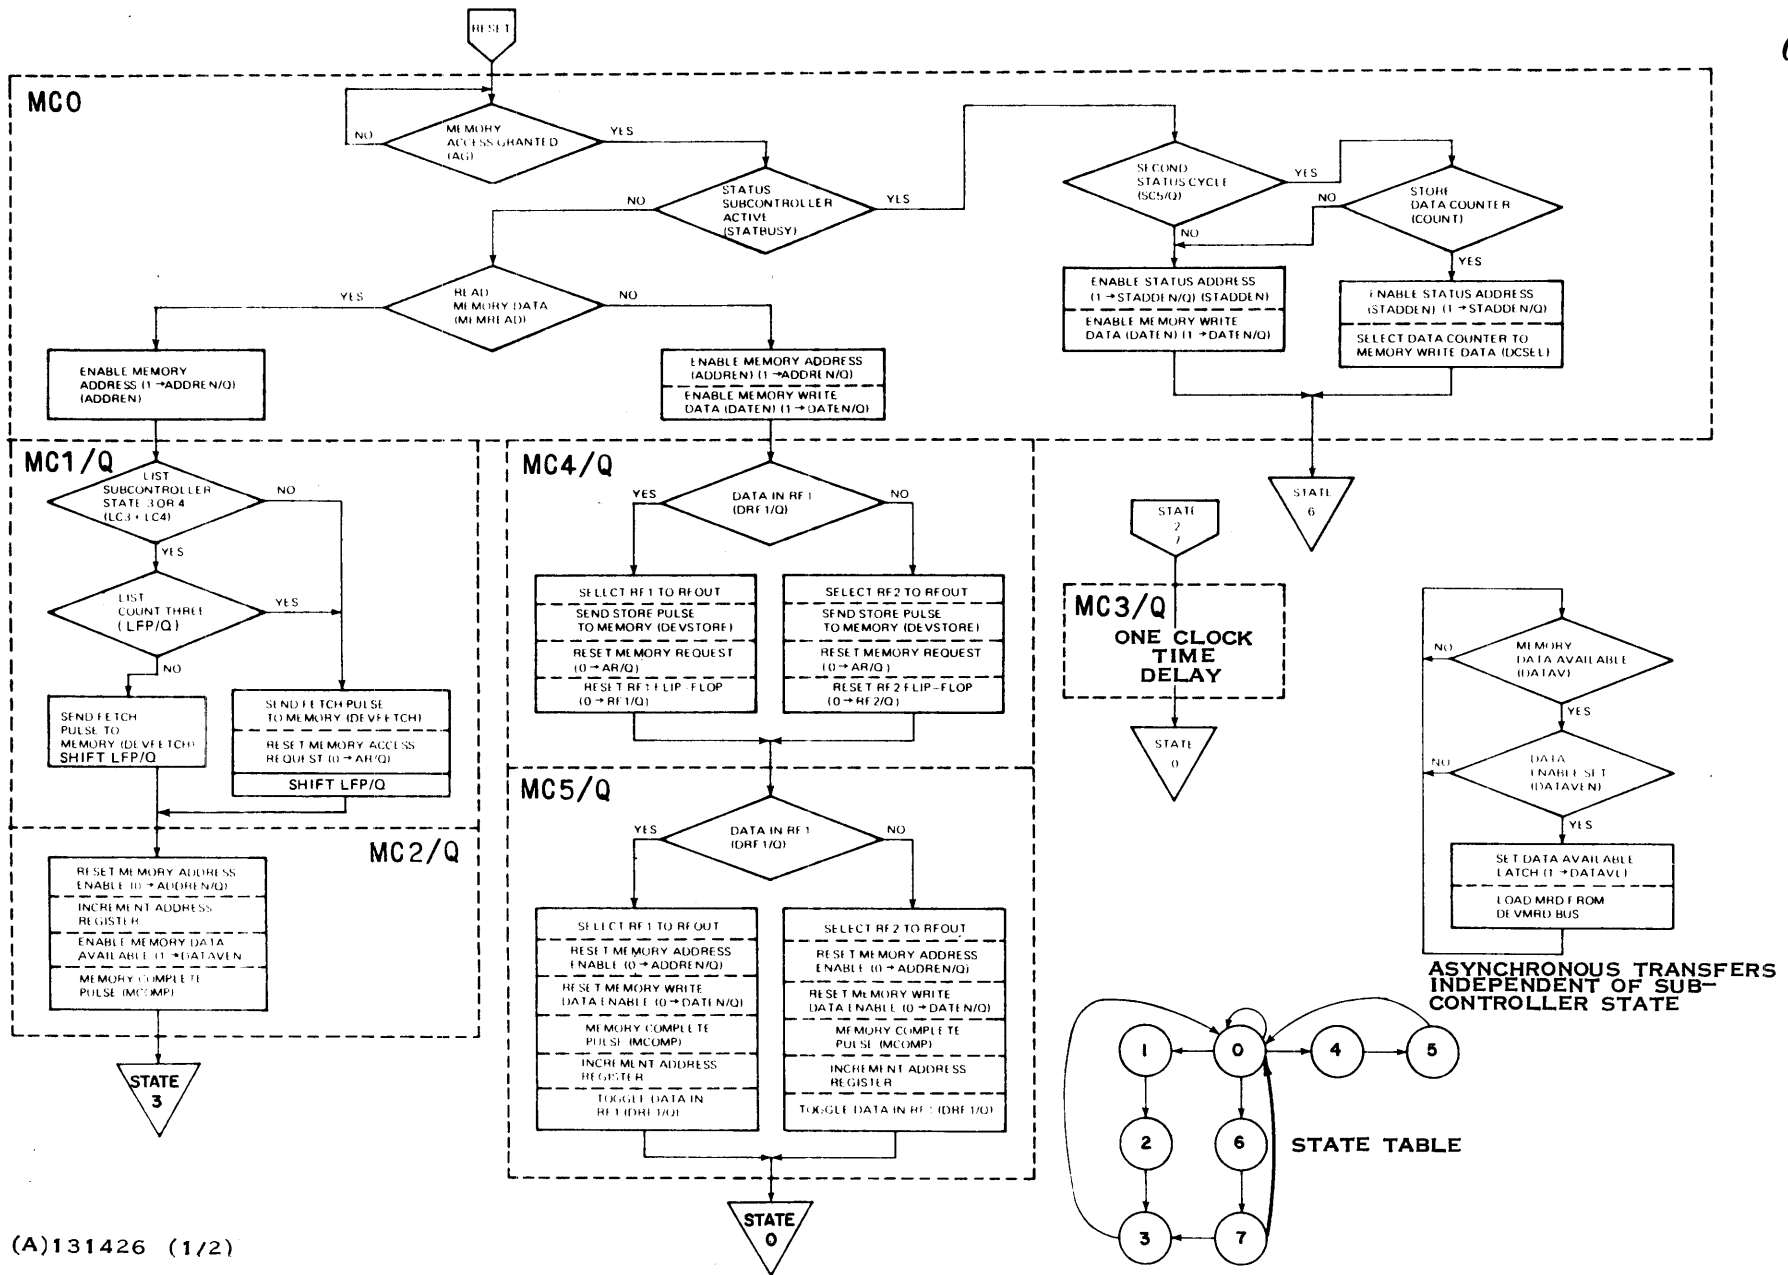 RESET
MC0
MEMORY
ACCESS GRANTED
(AG)
NO
YES
STATUS
SUBCONTROLLER
ACTIVE
(STATBUSY)
NO
YES
SECOND
STATUS CYCLE
(SC5/Q)
YES
NO
STORE
DATA COUNTER
(COUNT)
NO
YES
READ
MEMORY DATA
(MEMREAD)
YES
NO
ENABLE STATUS ADDRESS
(1→STADDEN/Q) (STADDEN)
ENABLE MEMORY WRITE
DATA (DATEN) (1→DATEN/Q)
ENABLE STATUS ADDRESS
(STADDEN) (1→STADDEN/Q)
SELECT DATA COUNTER TO
MEMORY WRITE DATA (DCSEL)
ENABLE MEMORY
ADDRESS (1→ADDREN/Q)
(ADDREN)
ENABLE MEMORY ADDRESS
(ADDREN) (1→ADDREN/Q)
ENABLE MEMORY WRITE
DATA (DATEN) (1→DATEN/Q)
STATE
6
MC1/Q
LIST
SUBCONTROLLER
STATE 3 OR 4
(LC3 + LC4)
NO
YES
LIST
COUNT THREE
(LFP/Q)
YES
NO
SEND FETCH
PULSE TO
MEMORY (DEVFETCH)
SHIFT LFP/Q
SEND FETCH PULSE
TO MEMORY (DEVFETCH)
RESET MEMORY ACCESS
REQUEST (0→AR/Q)
SHIFT LFP/Q
MC2/Q
RESET MEMORY ADDRESS
ENABLE (0→ADDREN/Q)
INCREMENT ADDRESS
REGISTER
ENABLE MEMORY DATA
AVAILABLE (1→DATAVEN
MEMORY COMPLETE
PULSE (MCOMP)
STATE
3
MC4/Q
DATA IN RF1
(DRF1/Q)
YES
NO
SELECT RF1 TO RFOUT
SEND STORE PULSE
TO MEMORY (DEVSTORE)
RESET MEMORY REQUEST
(0→AR/Q)
RESET RF1 FLIP-FLOP
(0→RF1/Q)
SELECT RF2 TO RFOUT
SEND STORE PULSE
TO MEMORY (DEVSTORE)
RESET MEMORY REQUEST
(0→AR/Q)
RESET RF2 FLIP-FLOP
(0→RF2/Q)
MC5/Q
DATA IN RF1
(DRF1/Q)
YES
NO
SELECT RF1 TO RFOUT
RESET MEMORY ADDRESS
ENABLE (0→ADDREN/Q)
RESET MEMORY WRITE
DATA ENABLE (0→DATEN/Q)
MEMORY COMPLETE
PULSE (MCOMP)
INCREMENT ADDRESS
REGISTER
TOGGLE DATA IN
RF1 (DRF1/Q)
SELECT RF2 TO RFOUT
RESET MEMORY ADDRESS
ENABLE (0→ADDREN/Q)
RESET MEMORY WRITE
DATA ENABLE (0→DATEN/Q)
MEMORY COMPLETE
PULSE (MCOMP)
INCREMENT ADDRESS
REGISTER
TOGGLE DATA IN RF1 (DRF1/Q)
STATE
0
STATE
2
7
MC3/Q
ONE CLOCK
TIME
DELAY
STATE
0
MEMORY
DATA AVAILABLE
(DATAV)
NO
YES
DATA
ENABLE SET
(DATAVEN)
NO
YES
SET DATA AVAILABLE
LATCH (1→DATAVL)
LOAD MRD FROM
DEVMRD BUS
ASYNCHRONOUS TRANSFERS
INDEPENDENT OF SUB-
CONTROLLER STATE
1
0
4
5
2
6
3
7
STATE TABLE
(A)131426 (1/2)